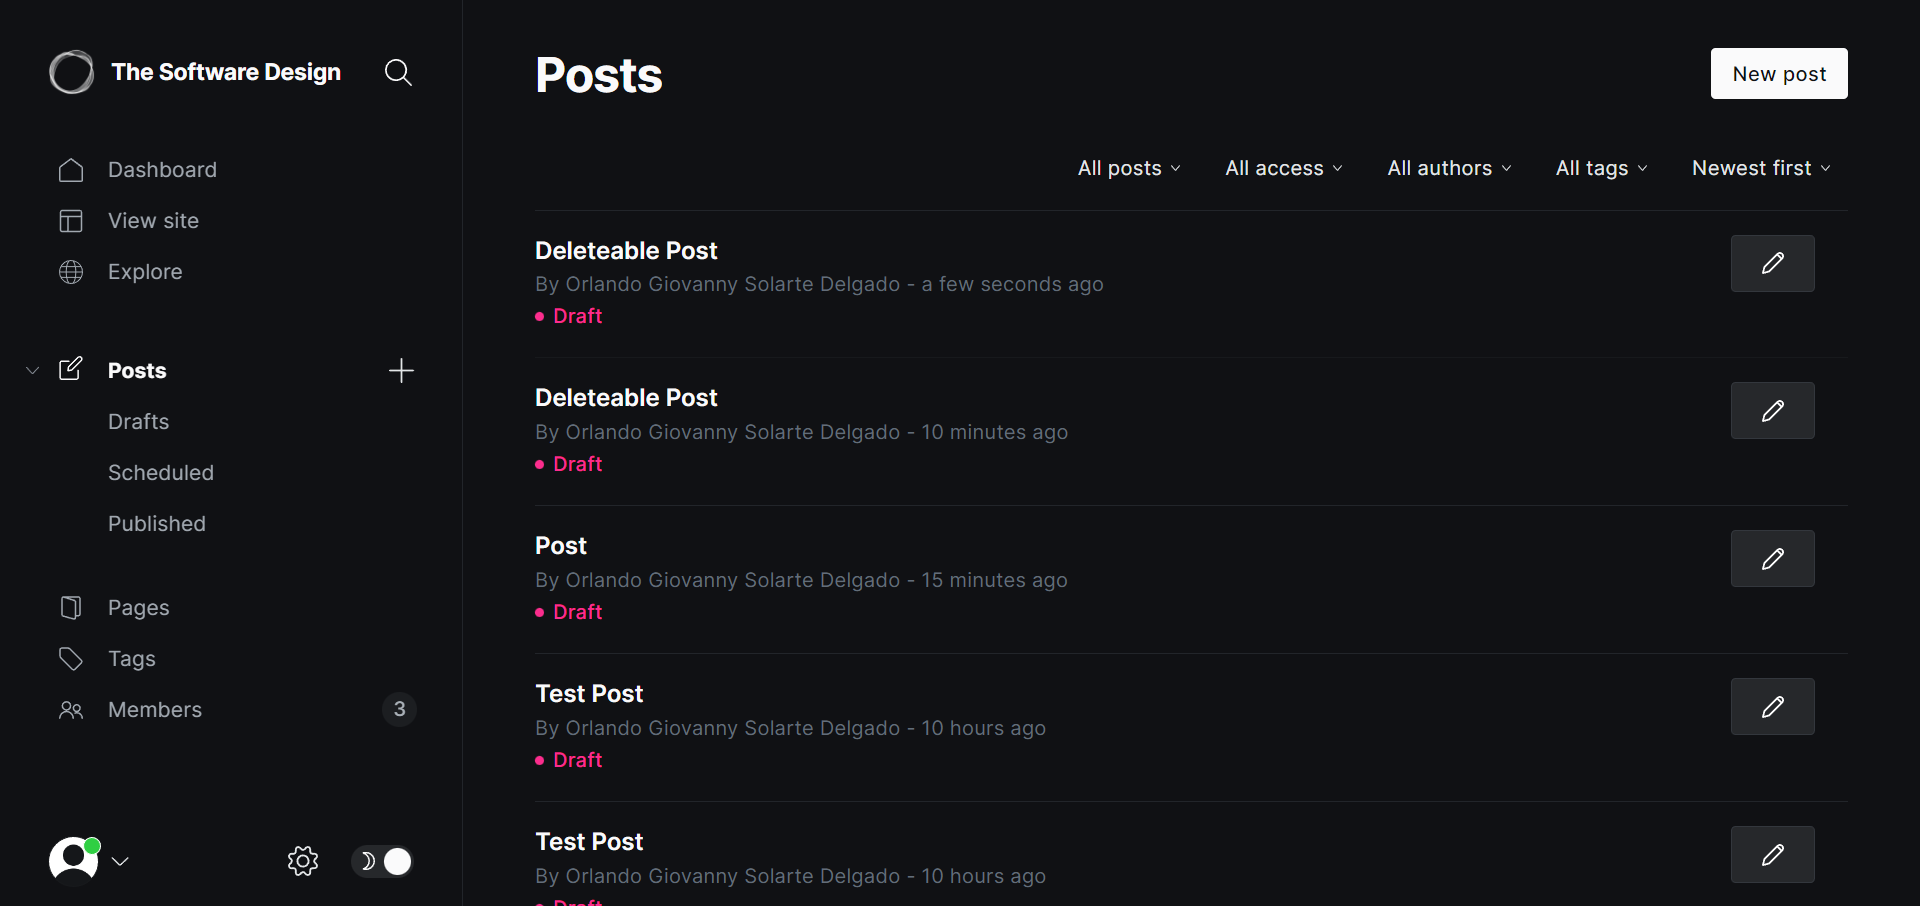 The Software Design
Dashboard
View site
Explore
Posts
Drafts
Scheduled
Published
Pages
Tags
Members
3
Posts
New post
All posts
All access
All authors
All tags
Newest first
Deleteable Post
By Orlando Giovanny Solarte Delgado - a few seconds ago
Draft
Deleteable Post
By Orlando Giovanny Solarte Delgado - 10 minutes ago
Draft
Post
By Orlando Giovanny Solarte Delgado - 15 minutes ago
Draft
Test Post
By Orlando Giovanny Solarte Delgado - 10 hours ago
Draft
Test Post
By Orlando Giovanny Solarte Delgado - 10 hours ago
Draft